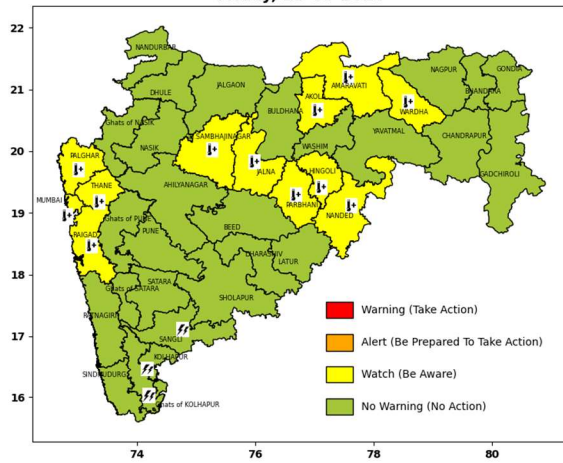 22
21
20
19
18
17
16
74
76
78
80
NANDURBAR
DHULE
JALGAON
Ghats of NASIK
NASIK
BULDHANA
AKOLA
AMARAVATI
NAGPUR
GONDIA
BHANDARA
WARDHA
YAVATMAL
CHANDRAPUR
GADCHIROLI
WASHIM
SAMBHAJINAGAR
JALNA
HINGOLI
PARBHANI
NANDED
PALGHAR
THANE
MUMBAI
RAIGAD
AHILYANAGAR
Ghats of PUNE
PUNE
BEED
DHARASHIV
LATUR
SATARA
Ghats of SATARA
SHOLAPUR
RATNAGIRI
SANGLI
KOLHAPUR
SINDHUDURG
Ghats of KOLHAPUR
Warning (Take Action)
Alert (Be Prepared To Take Action)
Watch (Be Aware)
No Warning (No Action)